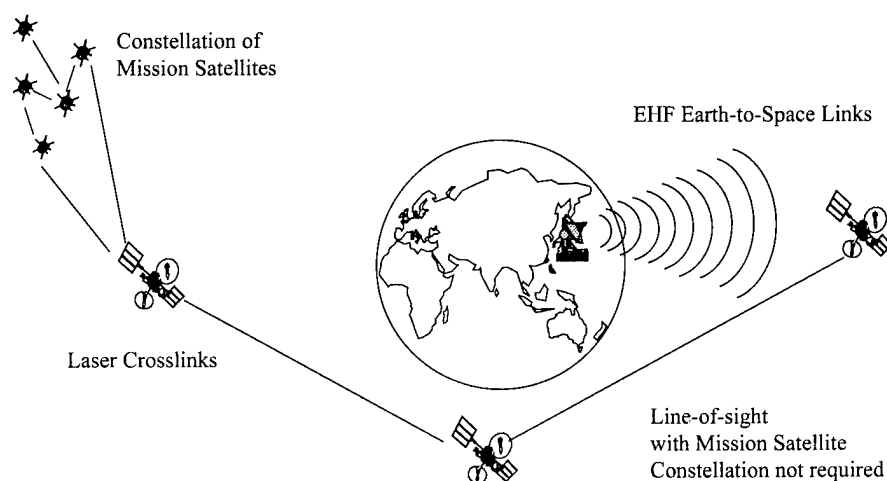 Constellation of
Mission Satellites
EHF Earth-to-Space Links
Laser Crosslinks
Line-of-sight
with Mission Satellite
Constellation not required